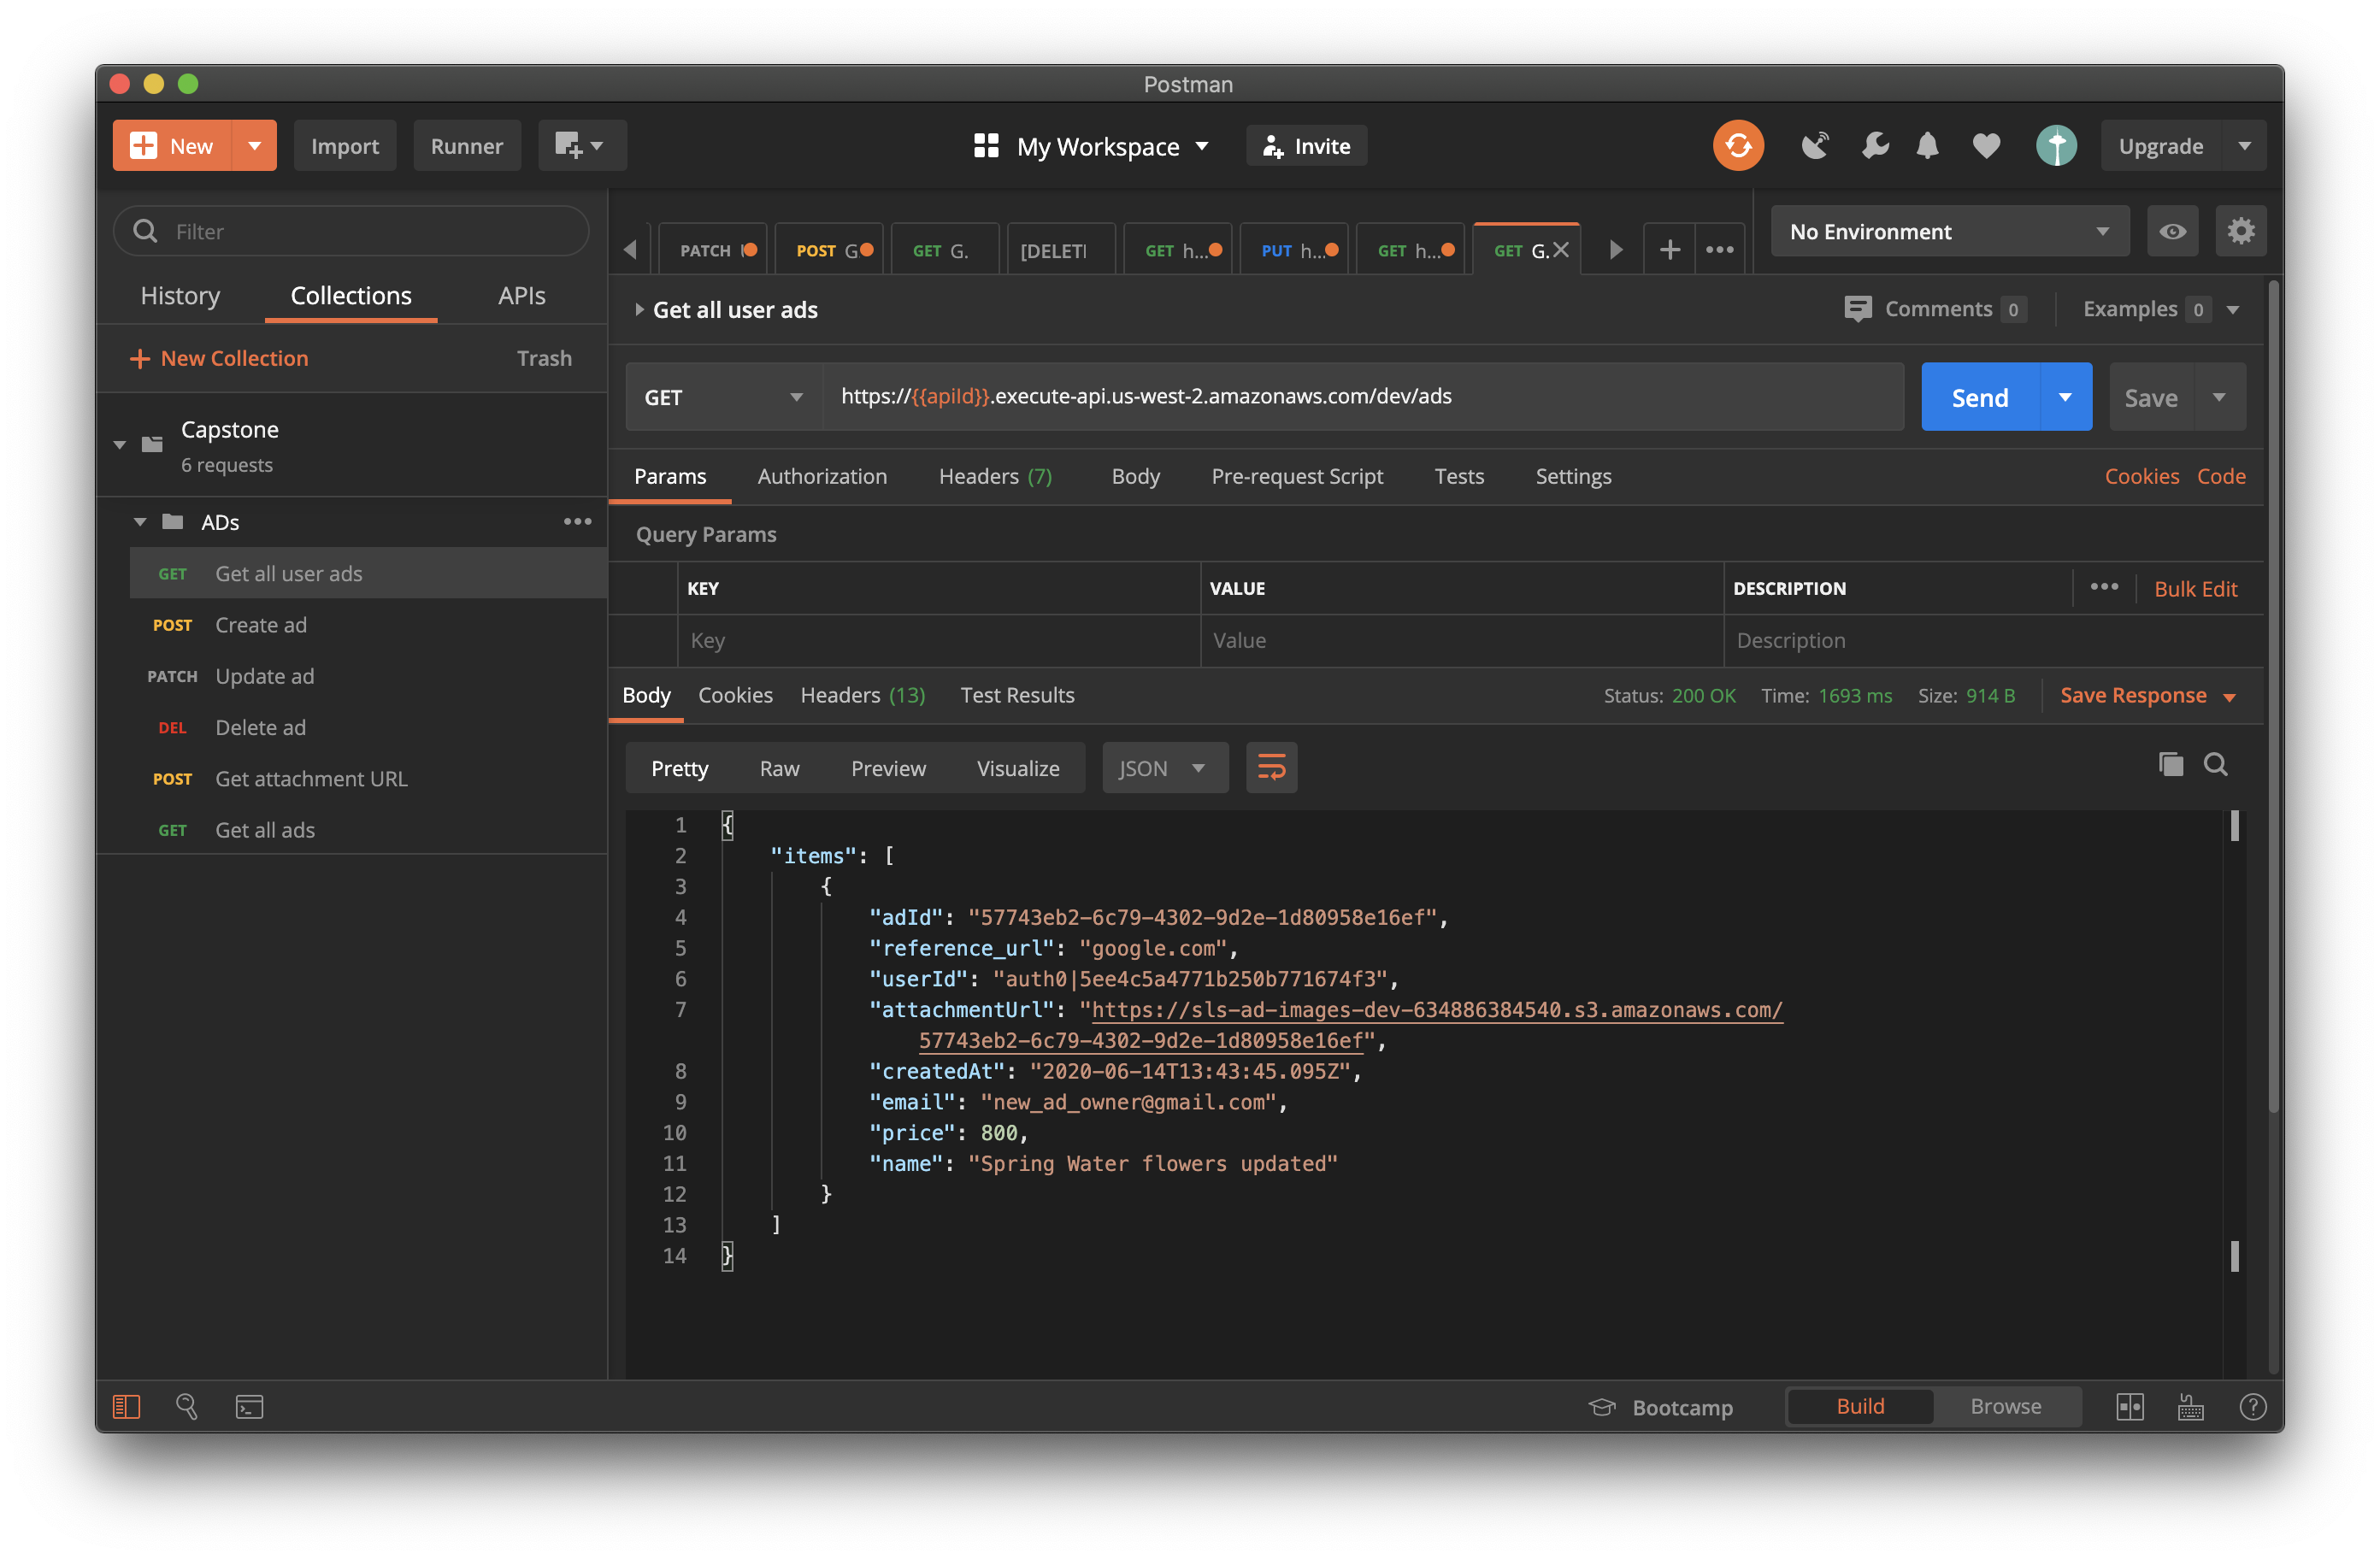 Postman
New
Import
Runner
My Workspace
Invite
Upgrade
Filter
History
Collections
APIs
New Collection
Trash
Capstone
6 requests
ADs
GET Get all user ads
POST Create ad
PATCH Update ad
DEL Delete ad
POST Get attachment URL
GET Get all ads
PATCH
POST G
GET G.
[DELETI
GET h...
PUT h...
GET h...
GET G.
No Environment
Get all user ads
Comments 0
Examples 0
GET
https://{{apiId}}.execute-api.us-west-2.amazonaws.com/dev/ads
Send
Save
Params
Authorization
Headers (7)
Body
Pre-request Script
Tests
Settings
Cookies
Code
Query Params
KEY
VALUE
DESCRIPTION
Bulk Edit
Key
Value
Description
Body
Cookies
Headers (13)
Test Results
Status: 200 OK
Time: 1693 ms
Size: 914 B
Save Response
Pretty
Raw
Preview
Visualize
JSON
1 {
2 "items": [
3 {
4 "adId": "57743eb2-6c79-4302-9d2e-1d80958e16ef",
5 "reference_url": "google.com",
6 "userId": "auth0|5ee4c5a4771b250b771674f3",
7 "attachmentUrl": "https://sls-ad-images-dev-634886384540.s3.amazonaws.com/
57743eb2-6c79-4302-9d2e-1d80958e16ef",
8 "createdAt": "2020-06-14T13:43:45.095Z",
9 "email": "new_ad_owner@gmail.com",
10 "price": 800,
11 "name": "Spring Water flowers updated"
12 }
13 ]
14 }
Bootcamp
Build
Browse